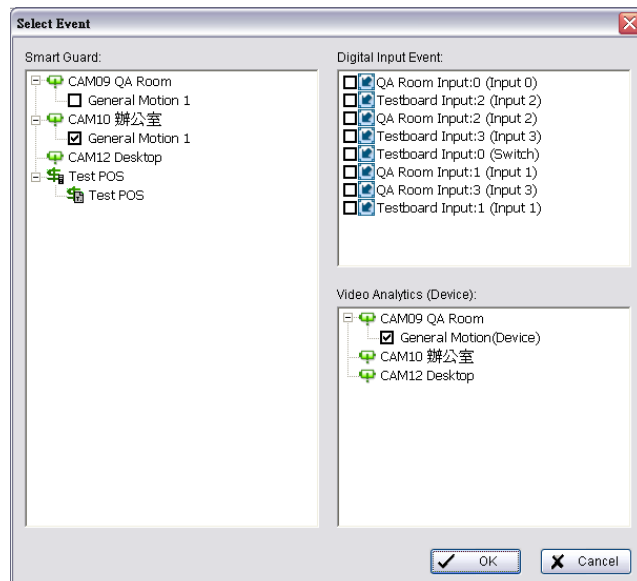 Select Event
Smart Guard:
CAM09 QA Room
General Motion 1
CAM10 辦公室
General Motion 1
CAM12 Desktop
Test POS
Test POS
Digital Input Event:
QA Room Input:0 (Input 0)
Testboard Input:2 (Input 2)
QA Room Input:2 (Input 2)
Testboard Input:3 (Input 3)
Testboard Input:0 (Switch)
QA Room Input:1 (Input 1)
QA Room Input:3 (Input 3)
Testboard Input:1 (Input 1)
Video Analytics (Device):
CAM09 QA Room
General Motion(Device)
CAM10 辦公室
CAM12 Desktop
OK
Cancel